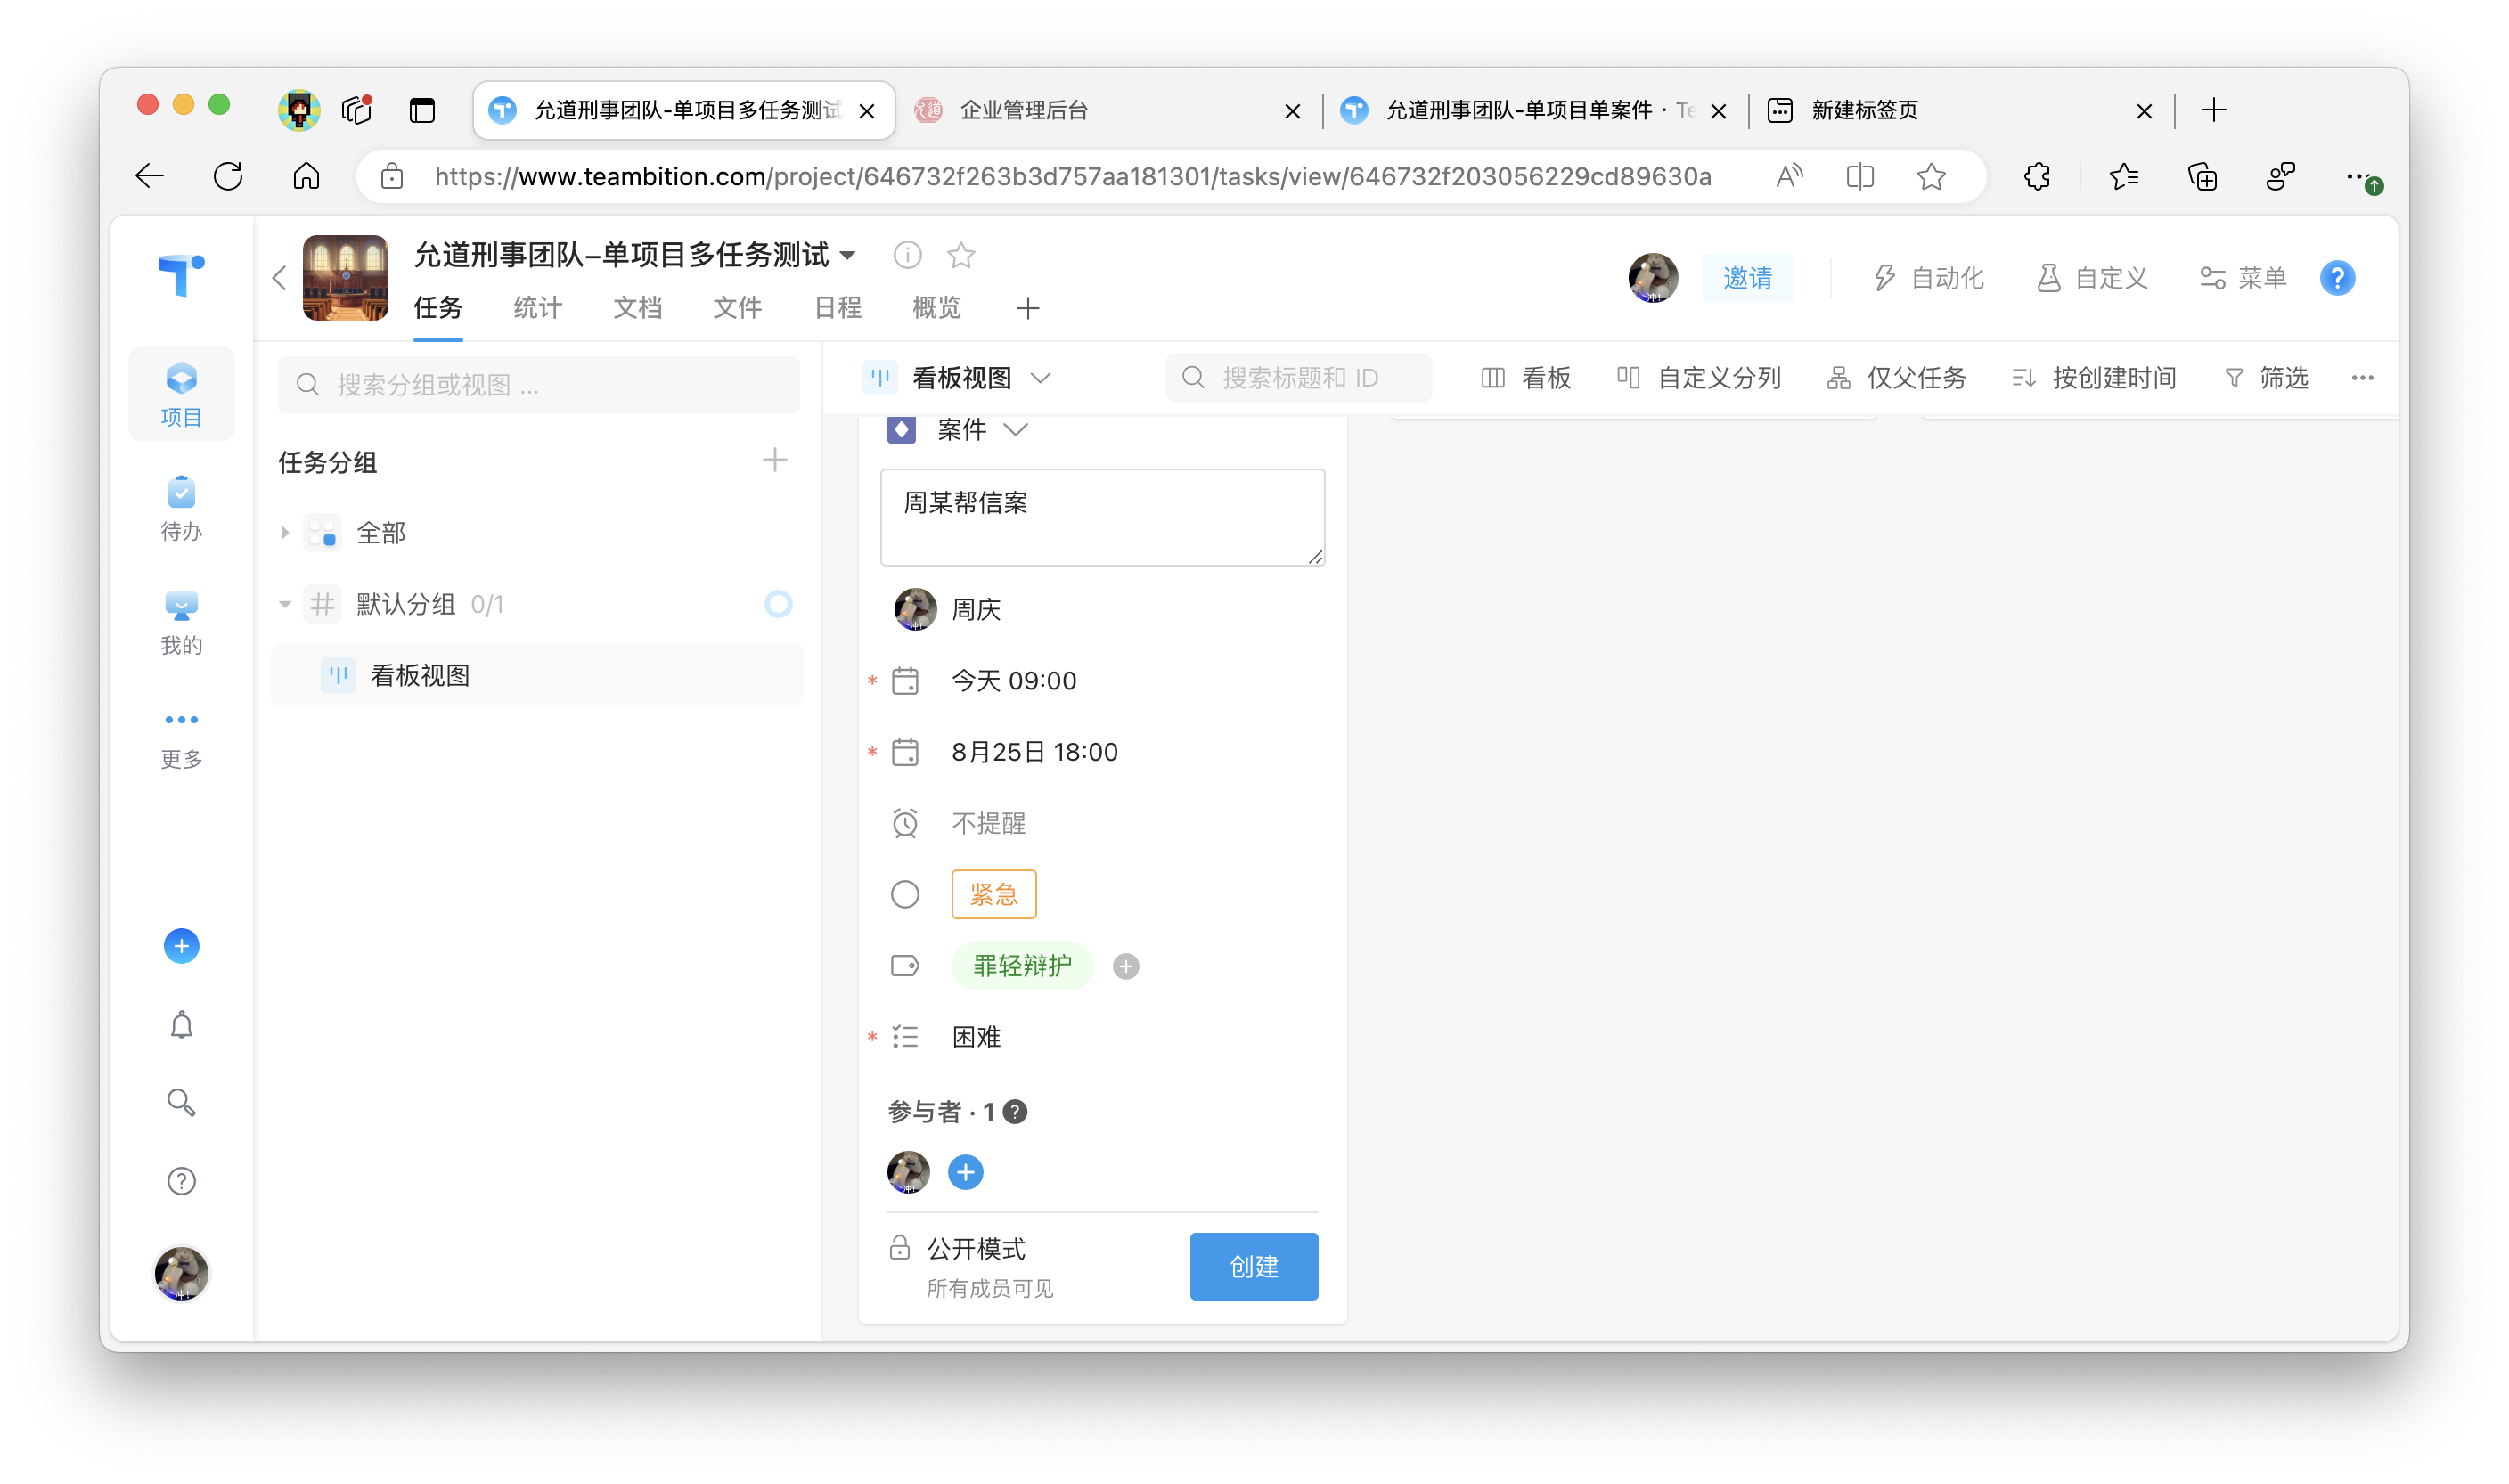 允道刑事团队-单项目多任务测试
企业管理后台
允道刑事团队-单项目单案件 · Te
新建标签页
https://www.teambition.com/project/646732f263b3d757aa181301/tasks/view/646732f203056229cd89630a
允道刑事团队-单项目多任务测试
任务 统计 文档 文件 日程 概览
邀请 自动化 自定义 菜单
项目
待办
我的
更多
搜索分组或视图 ...
任务分组
全部
默认分组 0/1
看板视图
看板视图
搜索标题和 ID
看板 自定义分列 仅父任务 按创建时间 筛选
案件
周某帮信案
周庆
* 今天 09:00
* 8月25日 18:00
不提醒
紧急
罪轻辩护
* 困难
参与者 · 1
公开模式
所有成员可见
创建